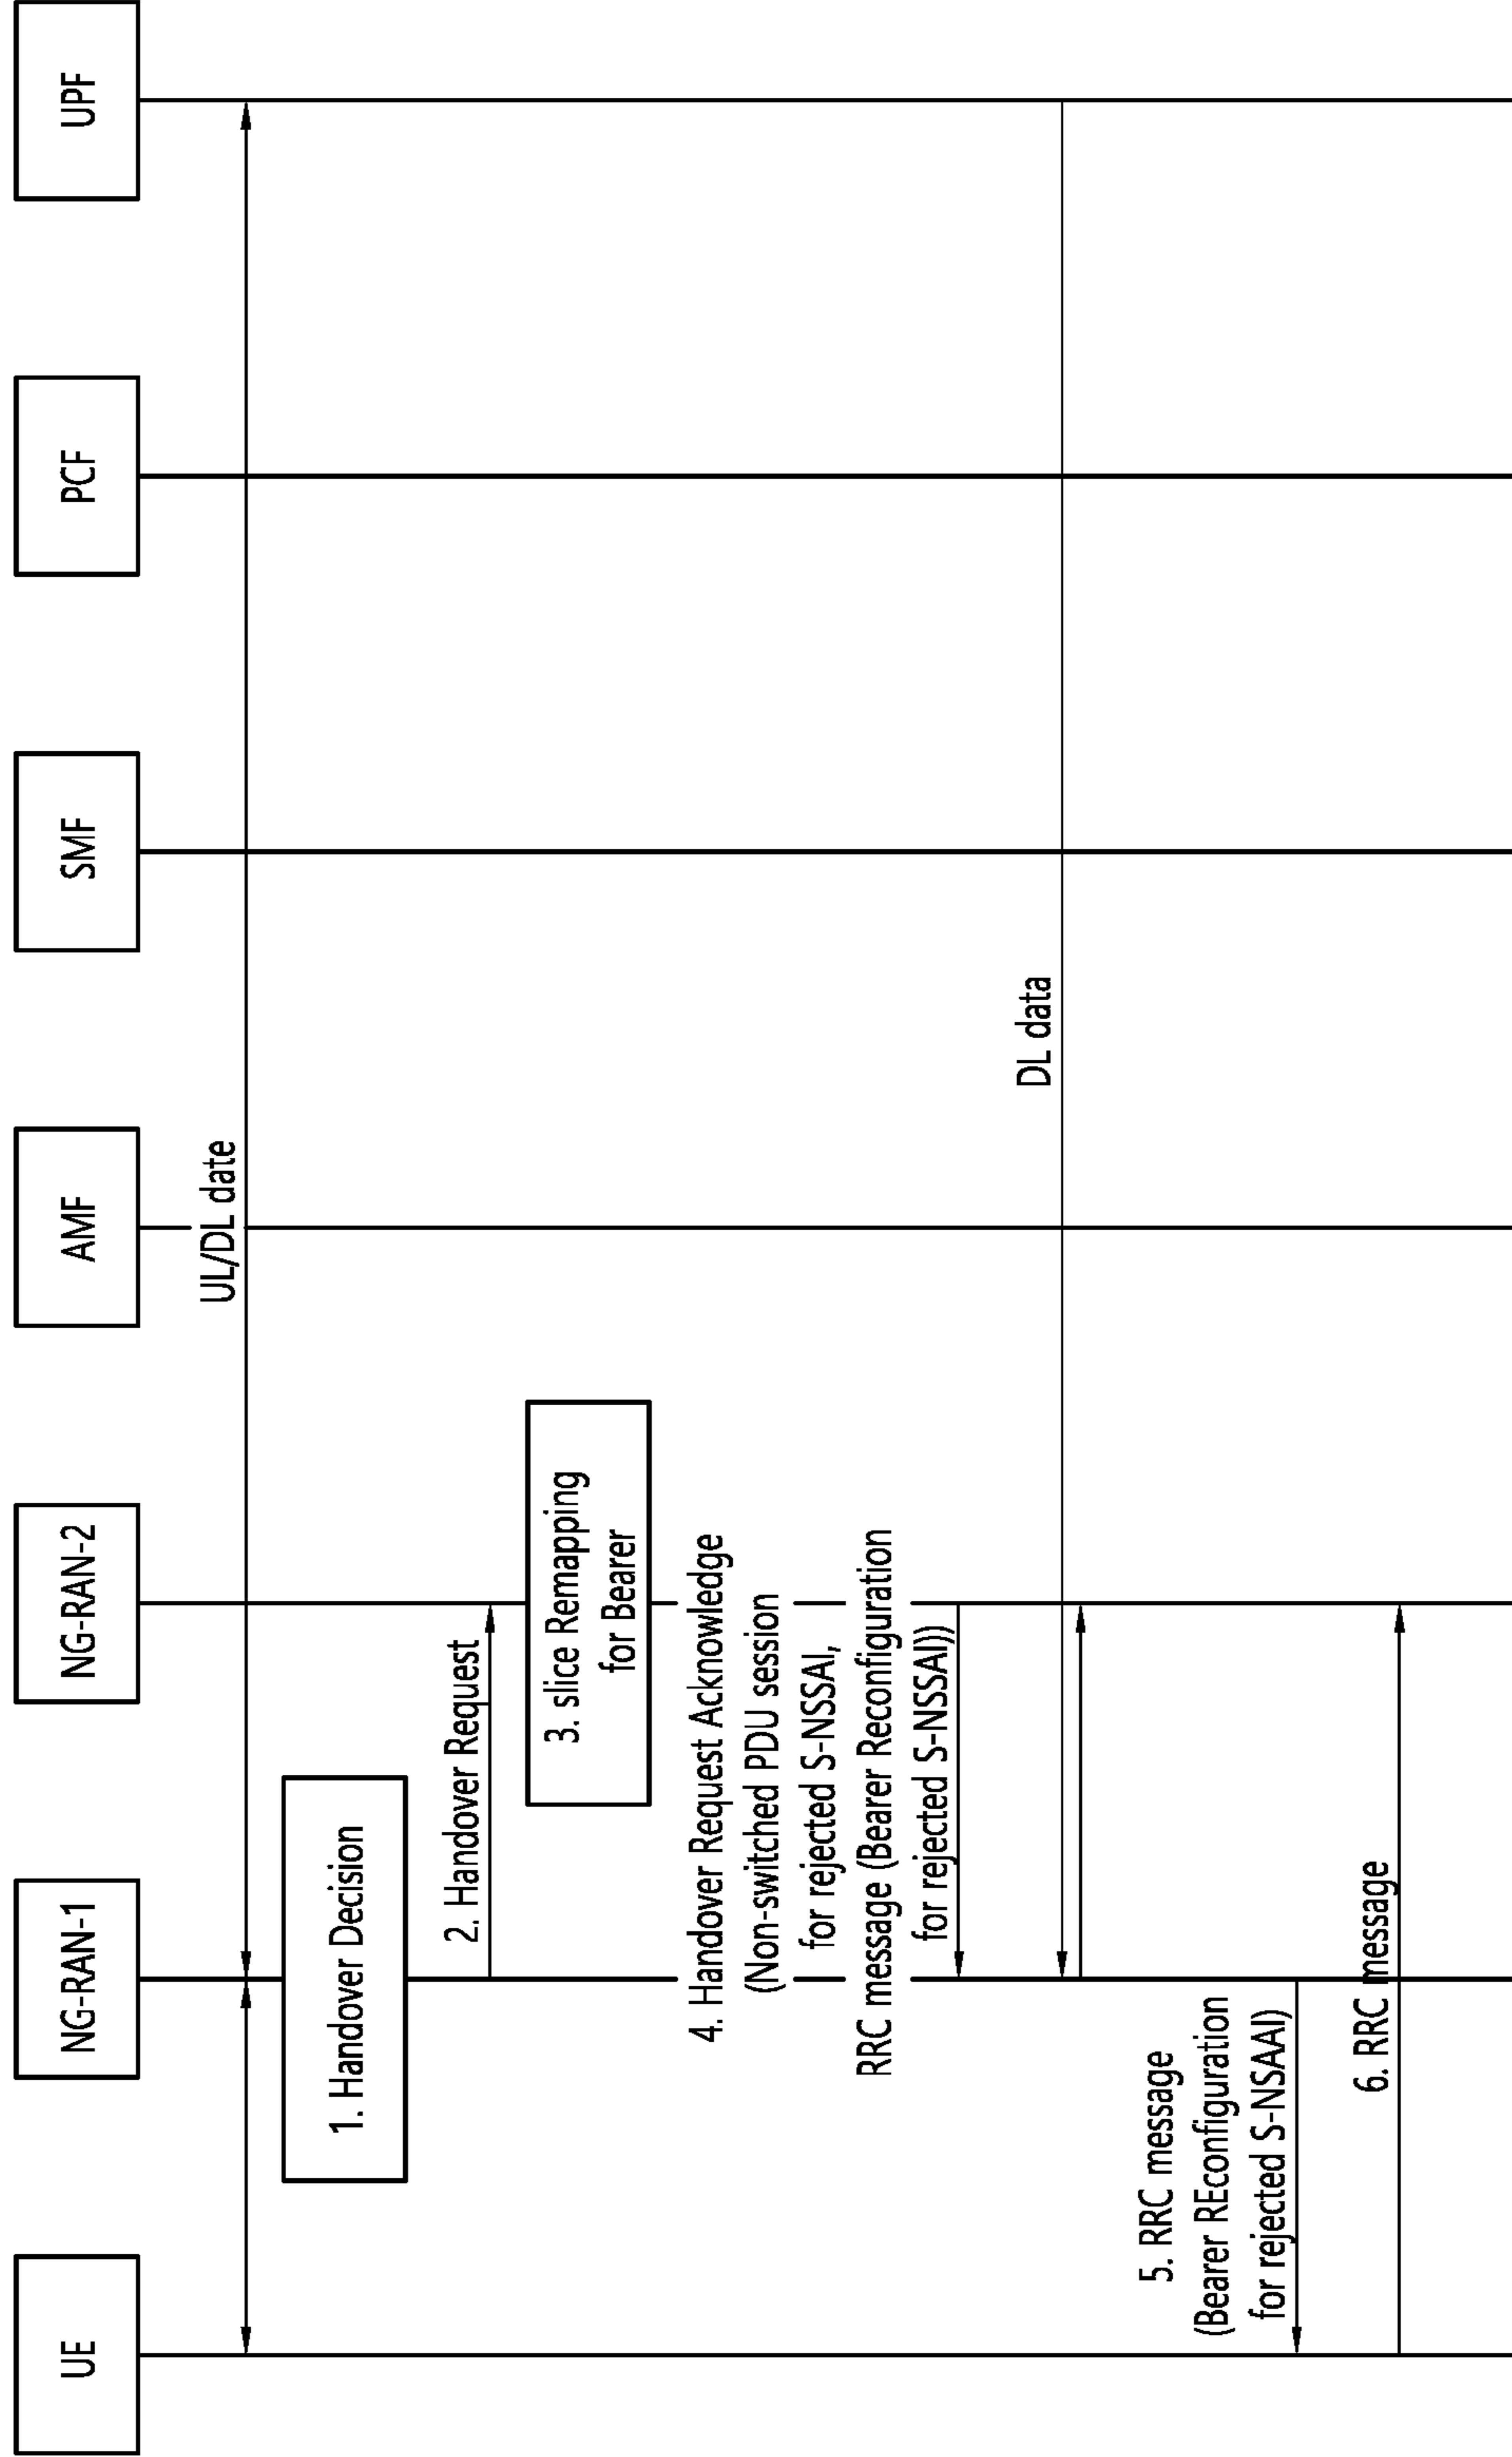 UE
NG-RAN-1
NG-RAN-2
AMF
SMF
PCF
UPF
UL/DL date
1. Handover Decision
2. Handover Request
3. slice Remapping
for Bearer
4. Handover Request Acknowledge
(Non-switched PDU session
for rejected S-NSSAI,
RRC message (Bearer Reconfiguration
for rejected S-NSSAI))
DL data
5. RRC message
(Bearer REconfiguration
for rejected S-NSAAI)
6. RRC message